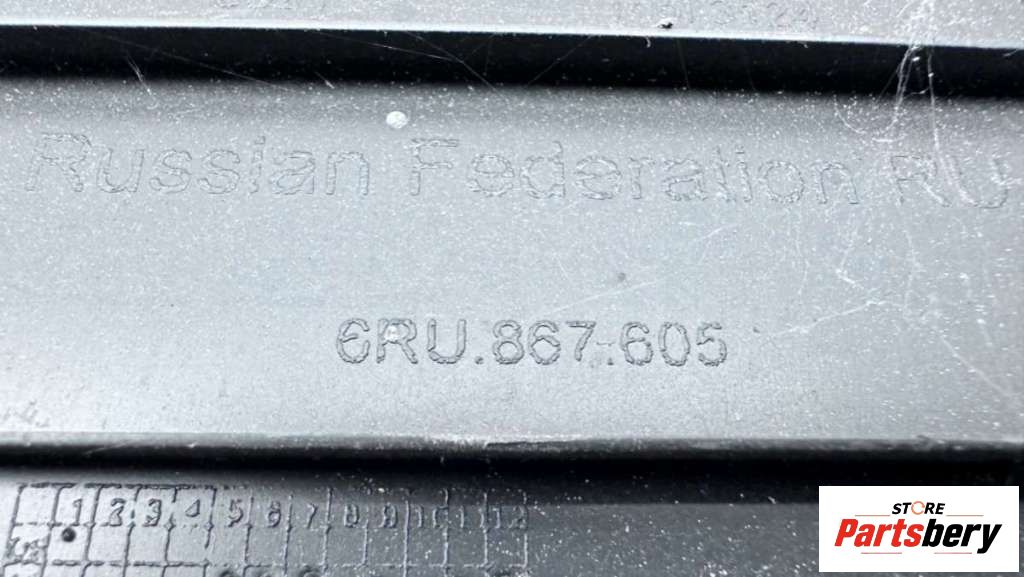 Russian Federation RU
6RU.867.605
1 2 3 4 5 6 7 8 9 10 11 12
STORE
Partsbery